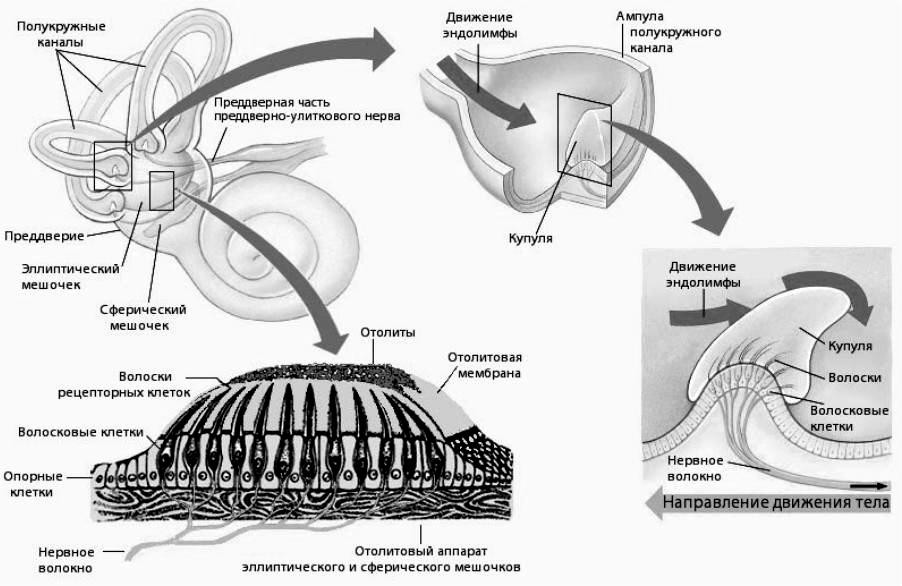 Полукружные
каналы
Движение
эндолимфы
Ампула
полукружного
канала
Преддверная часть
преддверно-улиткового нерва
Преддверие
Эллиптический
мешочек
Сферический
мешочек
Купуля
Движение
эндолимфы
Купуля
Волоски
Волосковые
клетки
Нервное
волокно
Направление движения тела
Отолиты
Отолитовая
мембрана
Волоски
рецепторных клеток
Волосковые клетки
Опорные
клетки
Нервное
волокно
Отолитовый аппарат
эллиптического и сферического мешочков